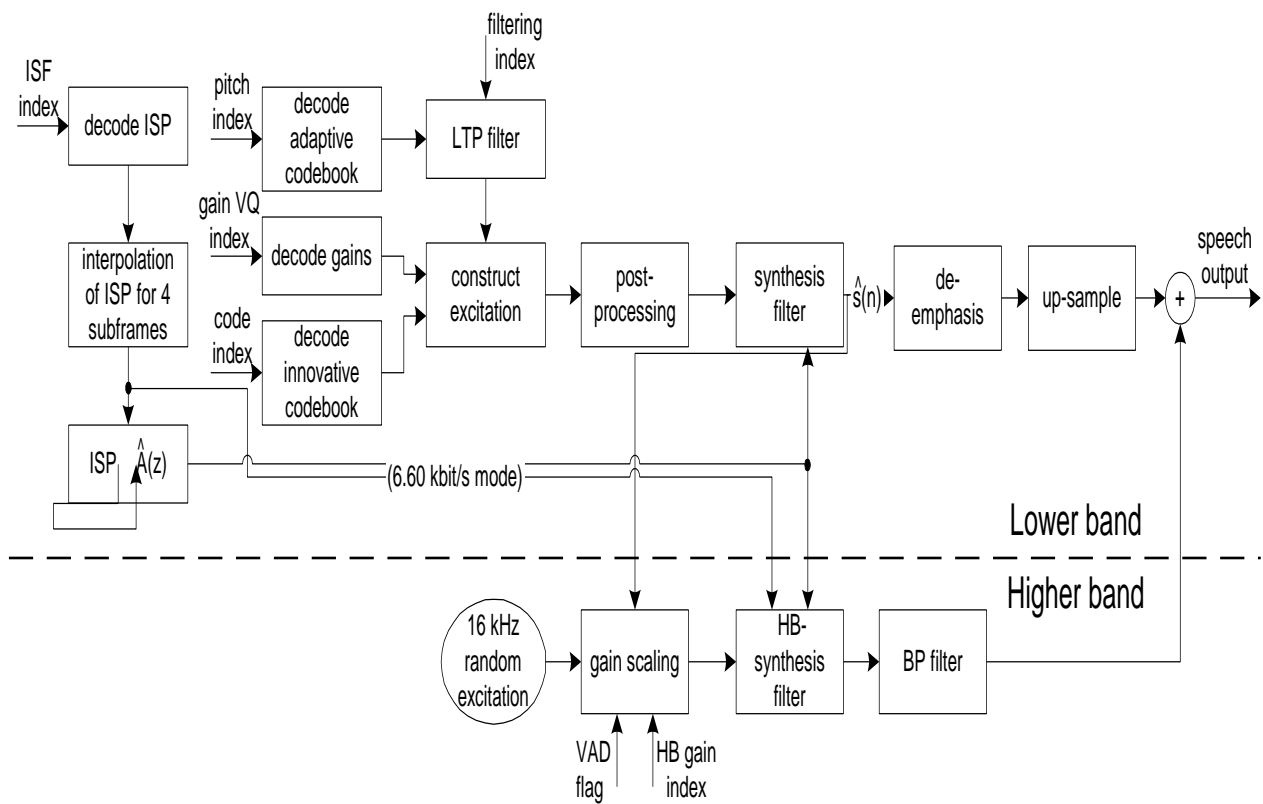 filtering
index
ISF
index
decode ISP
pitch
index
decode
adaptive
codebook
LTP filter
gain VQ
index
decode gains
interpolation
of ISP for 4
subframes
construct
excitation
post-
processing
synthesis
filter
ŝ(n)
de-
emphasis
up-sample
+
speech
output
code
index
decode
innovative
codebook
ISP
Â(z)
(6.60 kbit/s mode)
Lower band
Higher band
16 kHz
random
excitation
gain scaling
HB-
synthesis
filter
BP filter
VAD
flag
HB gain
index